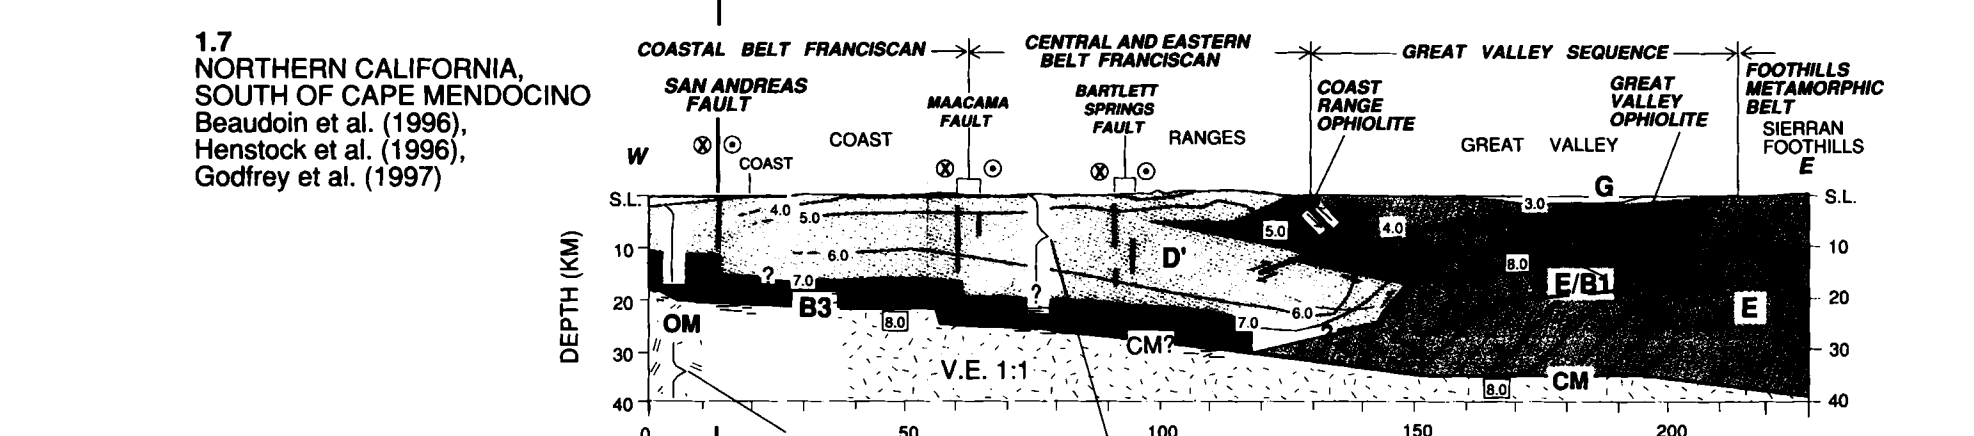 1.7
NORTHERN CALIFORNIA,
SOUTH OF CAPE MENDOCINO
Beaudoin et al. (1996),
Henstock et al. (1996),
Godfrey et al. (1997)
COASTAL BELT FRANCISCAN
CENTRAL AND EASTERN
BELT FRANCISCAN
GREAT VALLEY SEQUENCE
FOOTHILLS
METAMORPHIC
BELT
SAN ANDREAS
FAULT
MAACAMA
FAULT
BARTLETT
SPRINGS
FAULT
COAST
RANGE
OPHIOLITE
GREAT
VALLEY
OPHIOLITE
W
COAST
COAST
RANGES
GREAT VALLEY
SIERRAN
FOOTHILLS
E
S.L.
G
S.L.
4.0
5.0
3.0
5.0
4.0
10
6.0
D'
8.0
10
?
7.0
?
E/B1
20
B3
6.0
E
20
OM
8.0
7.0
?
DEPTH (KM)
30
CM?
30
V.E. 1:1
CM
8.0
40
40
0
50
100
150
200